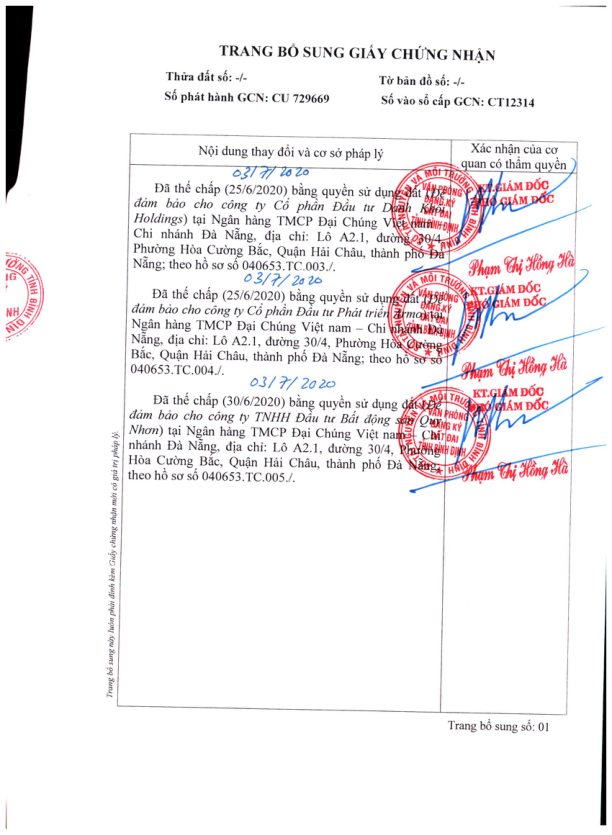 TRANG BỔ SUNG GIẤY CHỨNG NHẬN
Thửa đất số: -/-
Tờ bản đồ số: -/-
Số phát hành GCN: CU 729669
Số vào sổ cấp GCN: CT12314
Nội dung thay đổi và cơ sở pháp lý
Xác nhận của cơ
quan có thẩm quyền
03/7/2020
Đã thế chấp (25/6/2020) bằng quyền sử dụng đất (Để
đảm bảo cho công ty Cổ phần Đầu tư Danh Khôi
Holdings) tại Ngân hàng TMCP Đại Chúng Việt nam –
Chi nhánh Đà Nẵng, địa chỉ: Lô A2.1, đường 30/4,
Phường Hòa Cường Bắc, Quận Hải Châu, thành phố Đà
Nẵng; theo hồ sơ số 040653.TC.003./.
KT.GIÁM ĐỐC
PHÓ GIÁM ĐỐC
Phạm Thị Hồng Hà
03/7/2020
Đã thế chấp (25/6/2020) bằng quyền sử dụng đất (Để
đảm bảo cho công ty Cổ phần Đầu tư Phát triển Armor) tại
Ngân hàng TMCP Đại Chúng Việt nam – Chi nhánh Đà
Nẵng, địa chỉ: Lô A2.1, đường 30/4, Phường Hòa Cường
Bắc, Quận Hải Châu, thành phố Đà Nẵng; theo hồ sơ số
040653.TC.004./.
KT.GIÁM ĐỐC
PHÓ GIÁM ĐỐC
Phạm Thị Hồng Hà
03/7/2020
Đã thế chấp (30/6/2020) bằng quyền sử dụng đất (Để
đảm bảo cho công ty TNHH Đầu tư Bất động sản Quy
Nhơn) tại Ngân hàng TMCP Đại Chúng Việt nam – Chi
nhánh Đà Nẵng, địa chỉ: Lô A2.1, đường 30/4, Phường
Hòa Cường Bắc, Quận Hải Châu, thành phố Đà Nẵng;
theo hồ sơ số 040653.TC.005./.
KT.GIÁM ĐỐC
PHÓ GIÁM ĐỐC
Phạm Thị Hồng Hà
VĂN PHÒNG
ĐĂNG KÝ
ĐẤT ĐAI
TỈNH BÌNH ĐỊNH
Trang bổ sung này luôn phải đính kèm Giấy chứng nhận mới có giá trị pháp lý.
Trang bổ sung số: 01